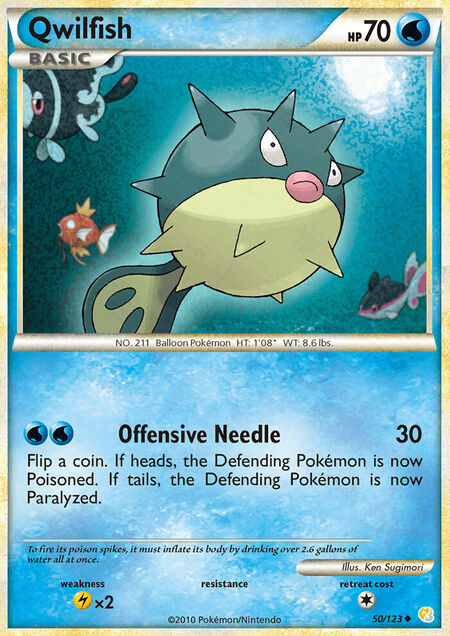 Qwilfish
HP 70
BASIC
NO. 211 Balloon Pokémon HT: 1'08" WT: 8.6 lbs.
Offensive Needle 30
Flip a coin. If heads, the Defending Pokémon is now
Poisoned. If tails, the Defending Pokémon is now
Paralyzed.
To fire its poison spikes, it must inflate its body by drinking over 2.6 gallons of
water all at once.
Illus. Ken Sugimori
weakness resistance retreat cost
×2
50/123
©2010 Pokémon/Nintendo